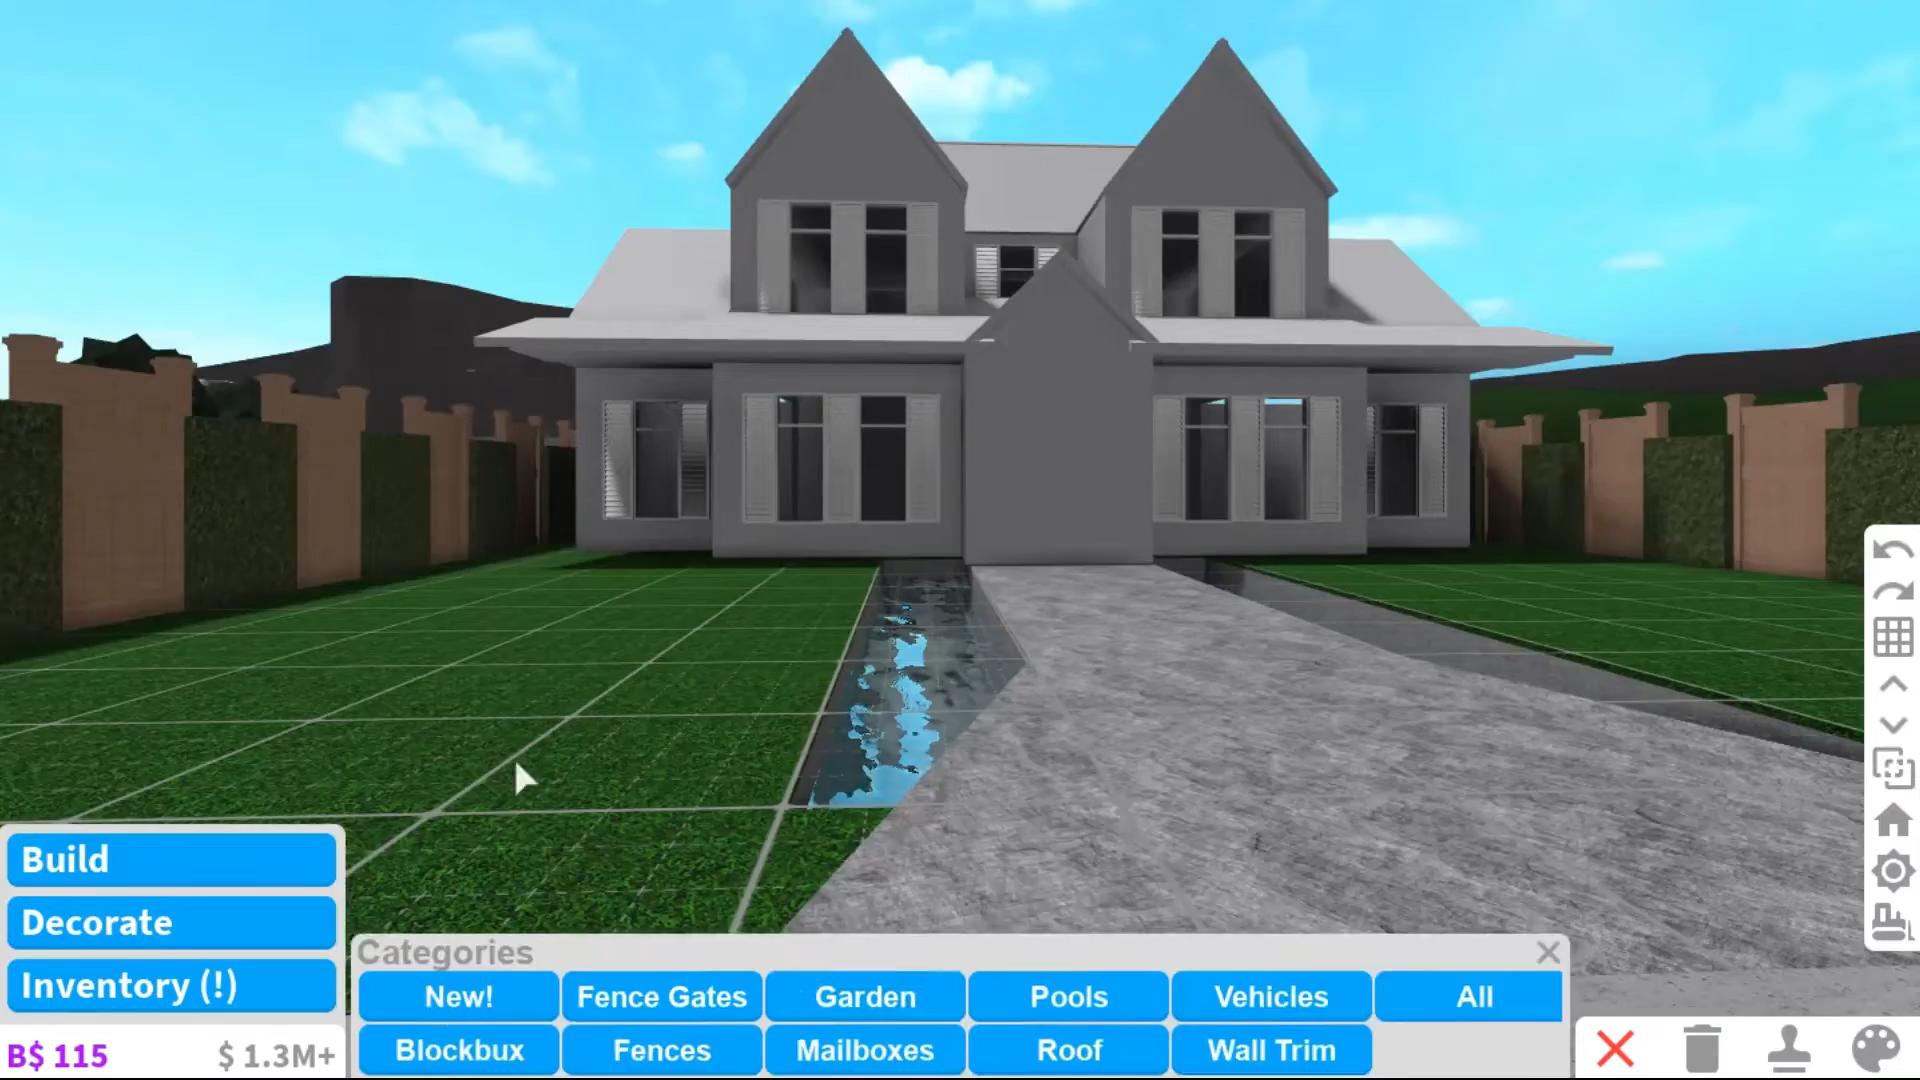 Build
Decorate
Inventory (!)
B$ 115 $ 1.3M+
Categories
New! Fence Gates Garden Pools Vehicles All
Blockbux Fences Mailboxes Roof Wall Trim